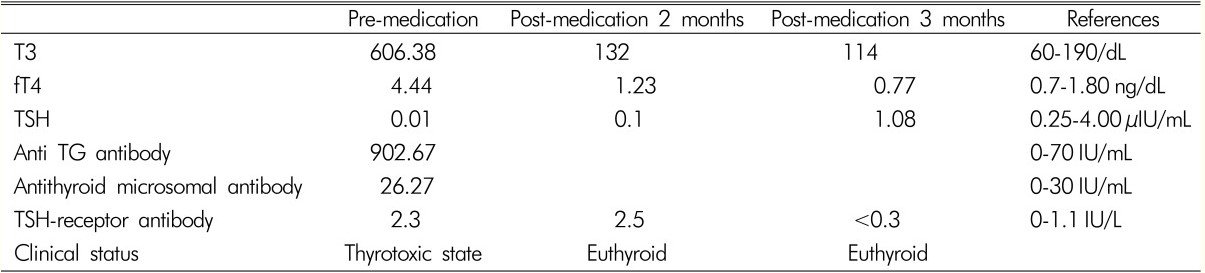 Pre-medication Post-medication 2 months Post-medication 3 months References
T3 606.38 132 114 60-190/dL
fT4 4.44 1.23 0.77 0.7-1.80 ng/dL
TSH 0.01 0.1 1.08 0.25-4.00 µIU/mL
Anti TG antibody 902.67 0-70 IU/mL
Antithyroid microsomal antibody 26.27 0-30 IU/mL
TSH-receptor antibody 2.3 2.5 <0.3 0-1.1 IU/L
Clinical status Thyrotoxic state Euthyroid Euthyroid